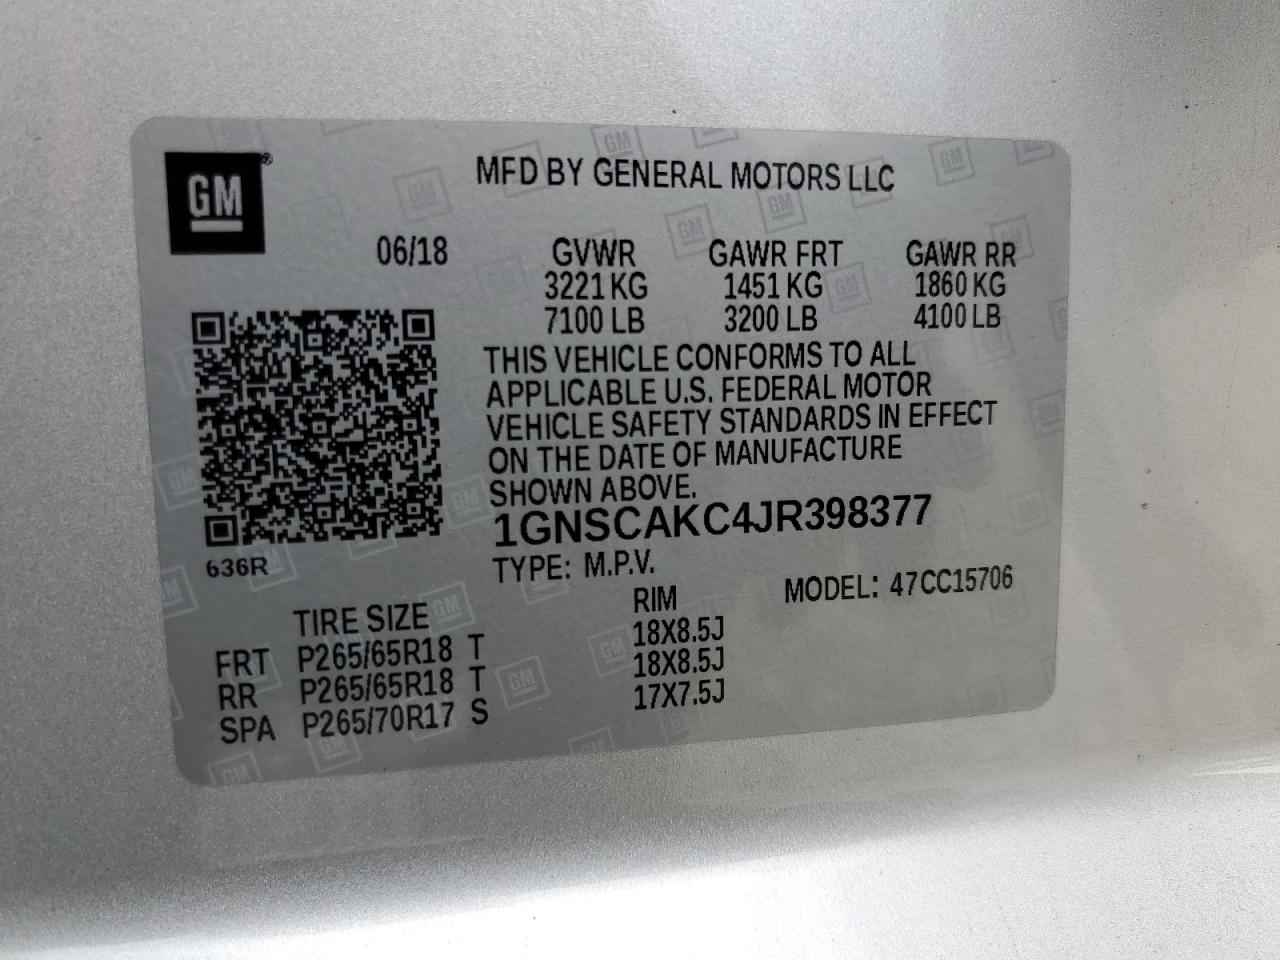 GM®
MFD BY GENERAL MOTORS LLC
06/18 GVWR GAWR FRT GAWR RR
3221 KG 1451 KG 1860 KG
7100 LB 3200 LB 4100 LB
THIS VEHICLE CONFORMS TO ALL
APPLICABLE U.S. FEDERAL MOTOR
VEHICLE SAFETY STANDARDS IN EFFECT
ON THE DATE OF MANUFACTURE
SHOWN ABOVE.
1GNSCAKC4JR398377
636R
TYPE: M.P.V.
MODEL: 47CC15706
TIRE SIZE RIM
FRT P265/65R18 T 18X8.5J
RR P265/65R18 T 18X8.5J
SPA P265/70R17 S 17X7.5J